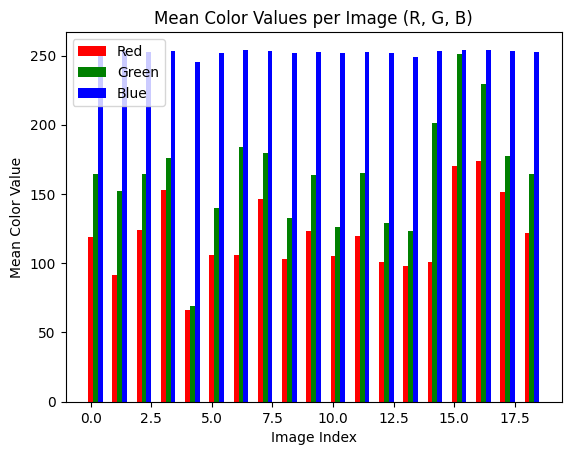 Mean Color Values per Image (R, G, B)
Red
Green
Blue
Mean Color Value
250
200
150
100
50
0
0.0 2.5 5.0 7.5 10.0 12.5 15.0 17.5
Image Index